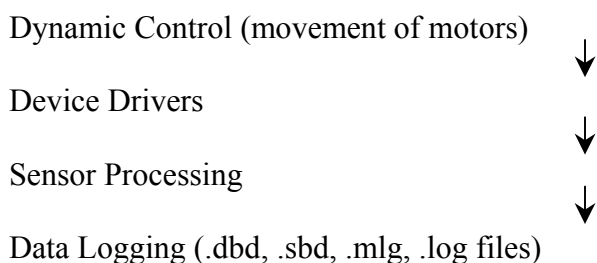 Dynamic Control (movement of motors)
Device Drivers
Sensor Processing
Data Logging (.dbd, .sbd, .mlg, .log files)